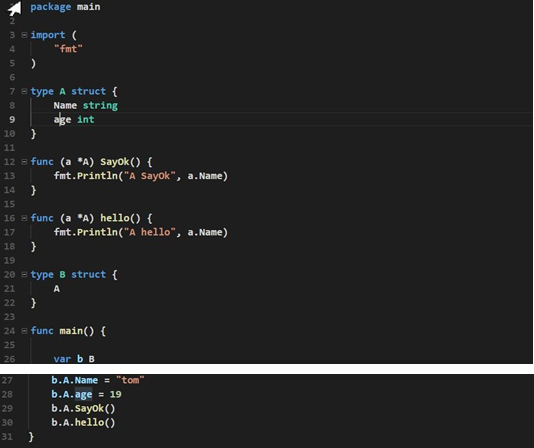 package main
2
3 import (
4 "fmt"
5 )
6
7 type A struct {
8 Name string
9 age int
10 }
11
12 func (a *A) SayOk() {
13 fmt.Println("A SayOk", a.Name)
14 }
15
16 func (a *A) hello() {
17 fmt.Println("A hello", a.Name)
18 }
19
20 type B struct {
21 A
22 }
23
24 func main() {
25
26 var b B
27 b.A.Name = "tom"
28 b.A.age = 19
29 b.A.SayOk()
30 b.A.hello()
31 }